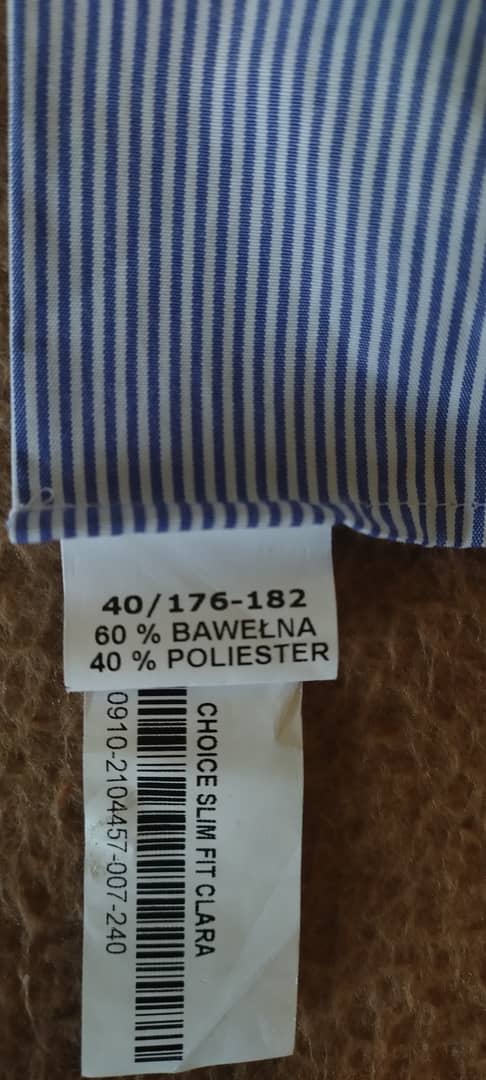 40/176-182
60 % BAWEŁNA
40 % POLIESTER
CHOICE SLIM FIT CLARA
0910-2104457-007-240